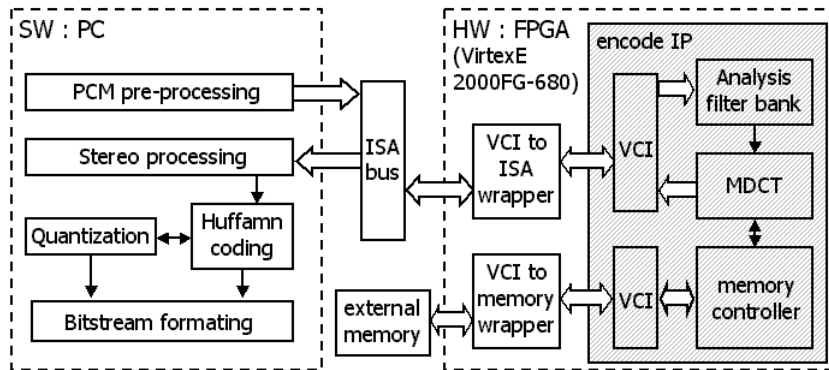 SW : PC
PCM pre-processing
Stereo processing
Quantization
Huffamn
coding
Bitstream formating
ISA
bus
external
memory
HW : FPGA
(VirtexE
2000FG-680)
VCI to
ISA
wrapper
VCI to
memory
wrapper
encode IP
VCI
Analysis
filter bank
MDCT
VCI
memory
controller